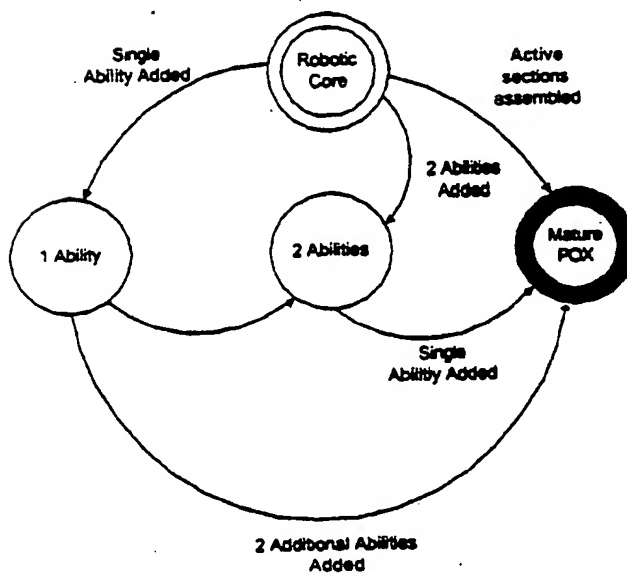 Single
Ability Added
Robotic
Core
Active
sections
assembled
2 Abilities
Added
1 Ability
2 Abilities
Mature
POX
Single
Abilitiy Added
2 Additional Abilities
Added